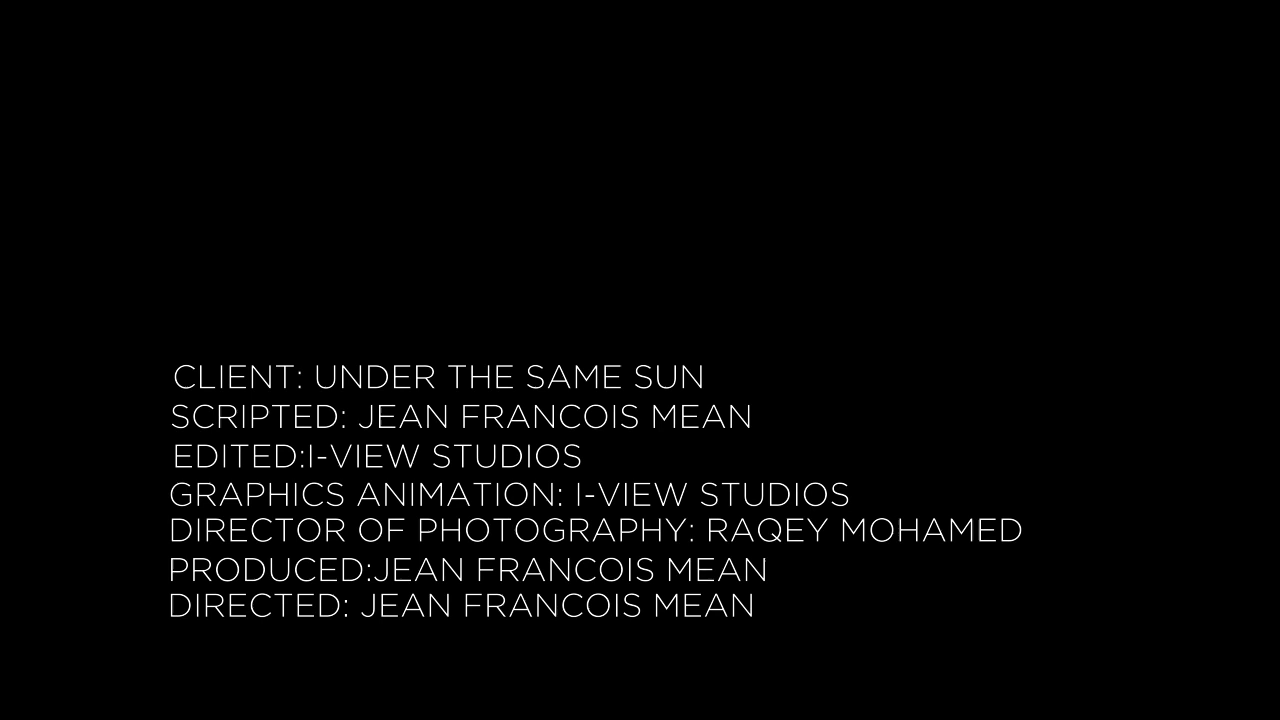 CLIENT: UNDER THE SAME SUN
SCRIPTED: JEAN FRANCOIS MEAN
EDITED:I-VIEW STUDIOS
GRAPHICS ANIMATION: I-VIEW STUDIOS
DIRECTOR OF PHOTOGRAPHY: RAQEY MOHAMED
PRODUCED:JEAN FRANCOIS MEAN
DIRECTED: JEAN FRANCOIS MEAN